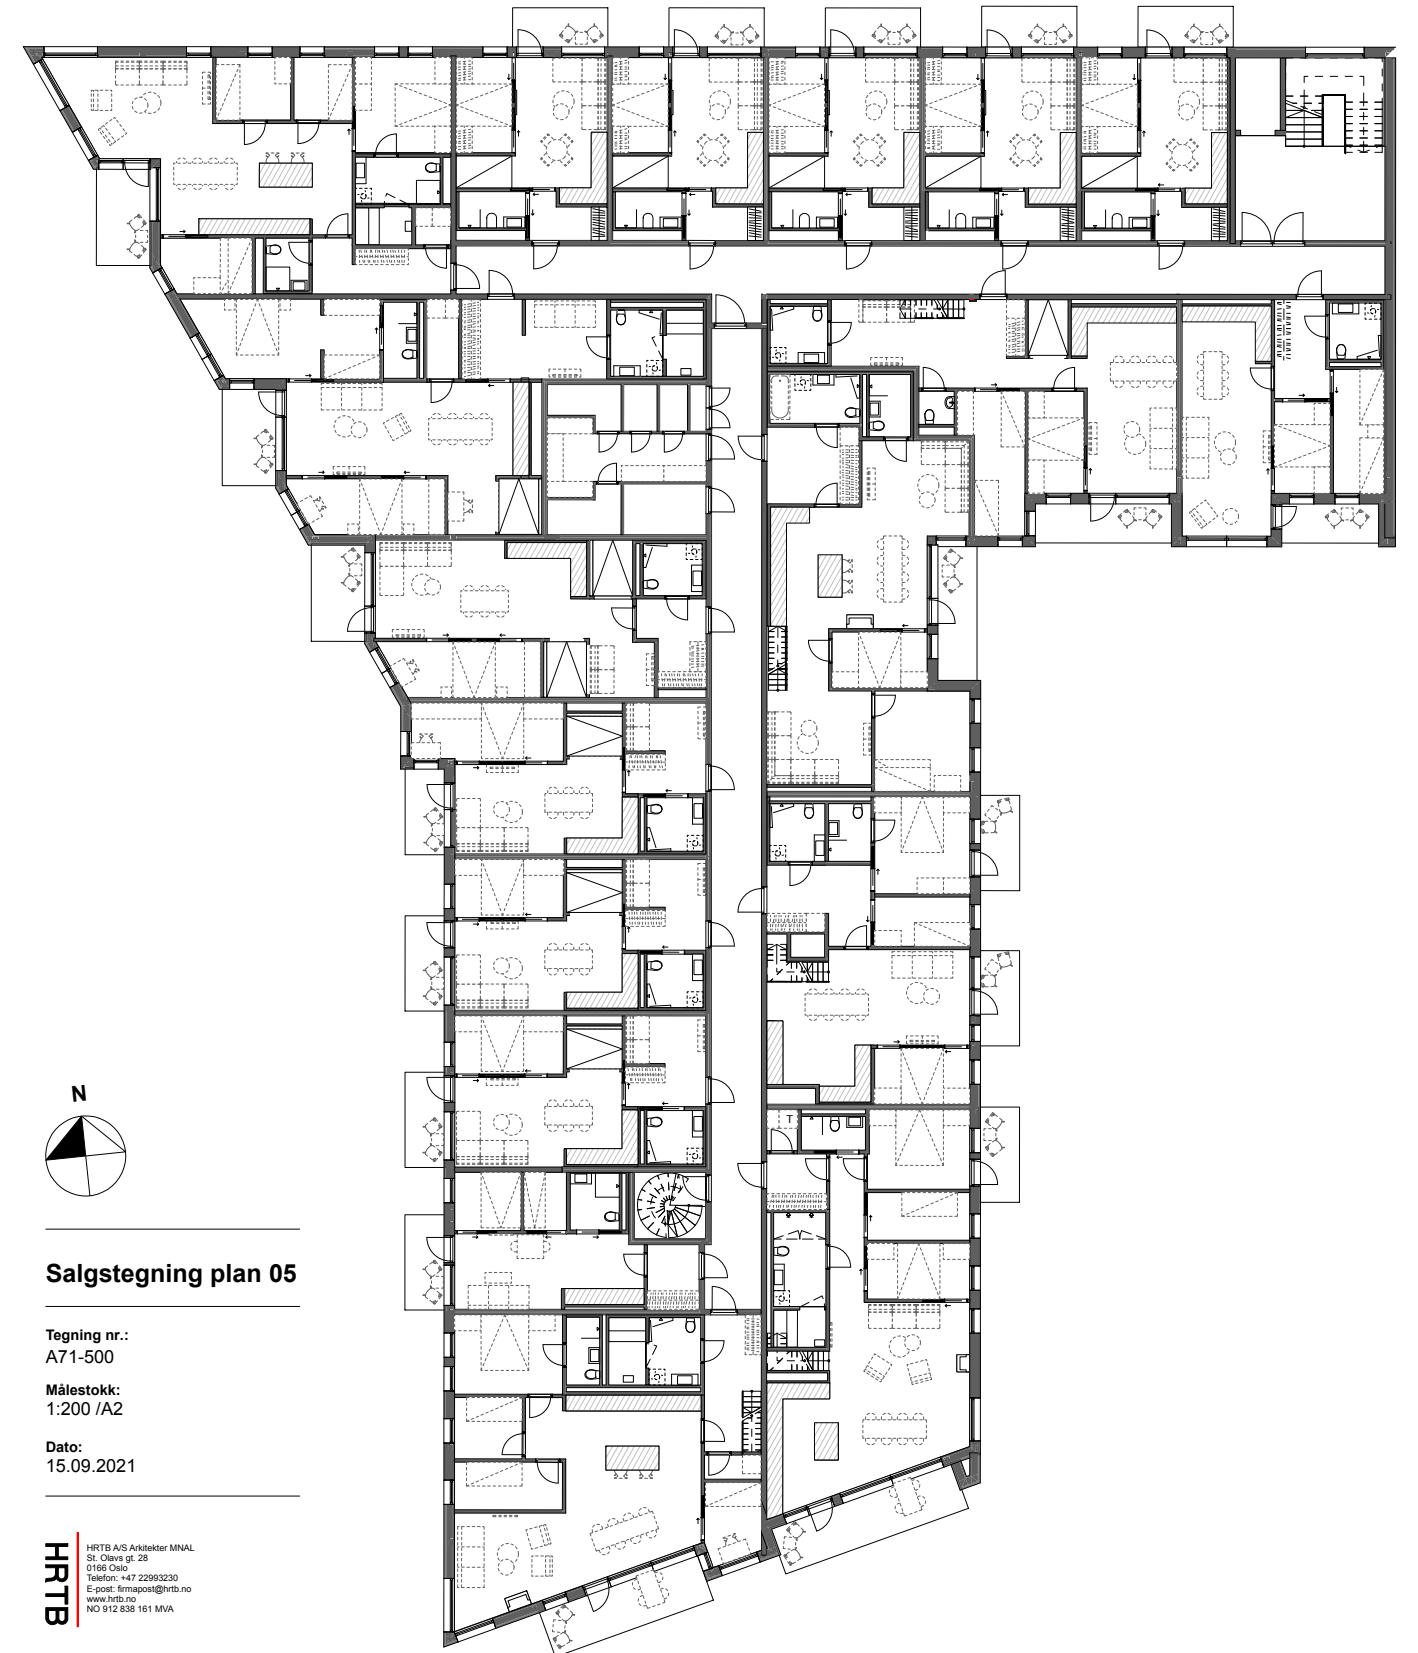 N
T
Salgstegning plan 05
Tegning nr.:
A71-500
Målestokk:
1:200 /A2
Dato:
15.09.2021
HRTB
HRTB A/S Arkitekter MNAL
St. Olavs gt. 28
0166 Oslo
Telefon: +47 22993230
E-post: firmapost@hrtb.no
www.hrtb.no
NO 912 838 161 MVA